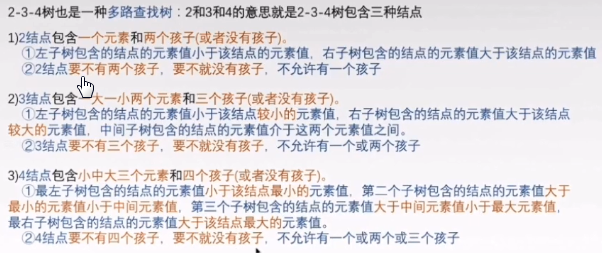 2-3-4树也是一种多路查找树：2和3和4的意思就是2-3-4树包含三种结点
1)2结点包含一个元素和两个孩子(或者没有孩子)。
①左子树包含的结点的元素值小于该结点的元素值，右子树包含的结点的元素值大于该结点的元素值
②2结点要不有两个孩子，要不就没有孩子，不允许有一个孩子
2)3结点包含一大一小两个元素和三个孩子(或者没有孩子)。
①左子树包含的结点的元素值小于该结点较小的元素值，右子树包含的结点的元素值大于该结点
较大的元素值，中间子树包含的结点的元素值介于这两个元素值之间。
②3结点要不有三个孩子，要不就没有孩子，不允许有一个或两个孩子
3)4结点包含小中大三个元素和四个孩子(或者没有孩子)。
①最左子树包含的结点的元素值小于该结点最小的元素值，第二个子树包含的结点的元素值大于
最小的元素值小于中间元素值，第三个子树包含的结点的元素大于中间元素值小于最大元素值，
最右子树包含的结点的元素值大于该结点最大的元素值。
②4结点要不有四个孩子，要不就没有孩子，不允许有一个或两个或三个孩子